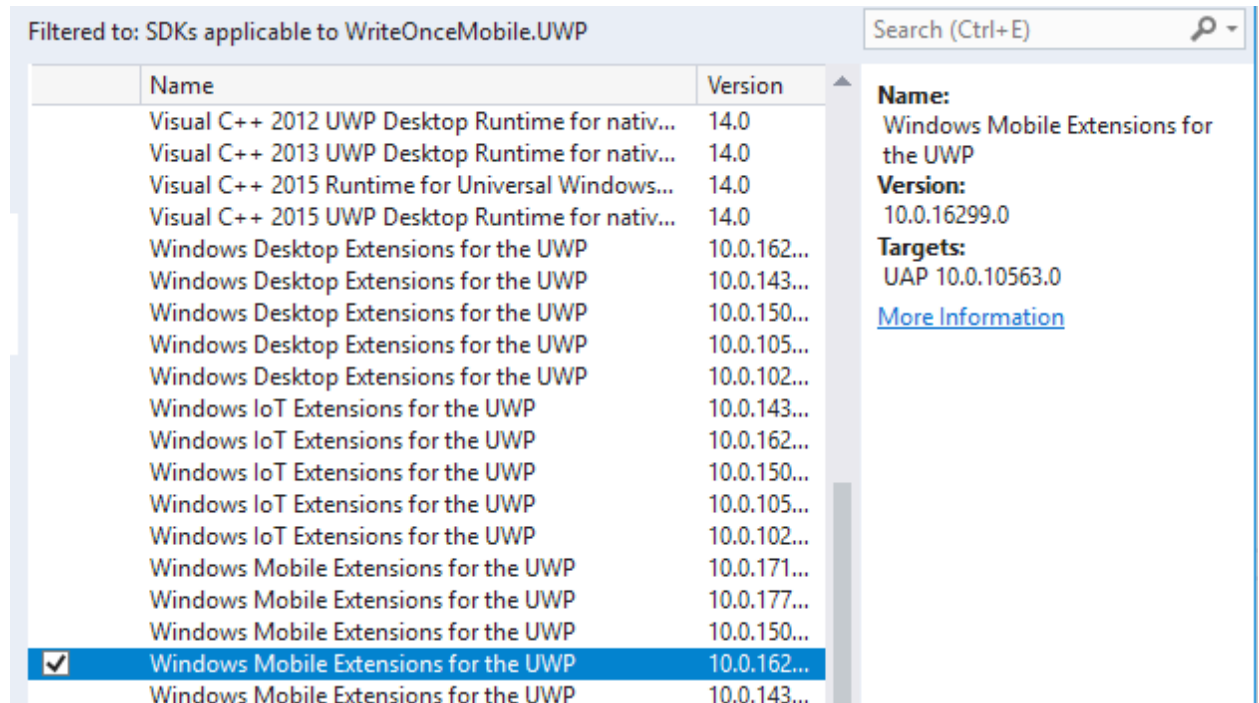 Filtered to: SDKs applicable to WriteOnceMobile.UWP
Search (Ctrl+E)
Name Version
Visual C++ 2012 UWP Desktop Runtime for nativ... 14.0
Visual C++ 2013 UWP Desktop Runtime for nativ... 14.0
Visual C++ 2015 Runtime for Universal Windows... 14.0
Visual C++ 2015 UWP Desktop Runtime for nativ... 14.0
Windows Desktop Extensions for the UWP 10.0.162...
Windows Desktop Extensions for the UWP 10.0.143...
Windows Desktop Extensions for the UWP 10.0.150...
Windows Desktop Extensions for the UWP 10.0.105...
Windows Desktop Extensions for the UWP 10.0.102...
Windows IoT Extensions for the UWP 10.0.143...
Windows IoT Extensions for the UWP 10.0.162...
Windows IoT Extensions for the UWP 10.0.150...
Windows IoT Extensions for the UWP 10.0.105...
Windows IoT Extensions for the UWP 10.0.102...
Windows Mobile Extensions for the UWP 10.0.171...
Windows Mobile Extensions for the UWP 10.0.177...
Windows Mobile Extensions for the UWP 10.0.150...
Windows Mobile Extensions for the UWP 10.0.162...
Windows Mobile Extensions for the UWP 10.0.143...
Name:
Windows Mobile Extensions for
the UWP
Version:
10.0.16299.0
Targets:
UAP 10.0.10563.0
More Information